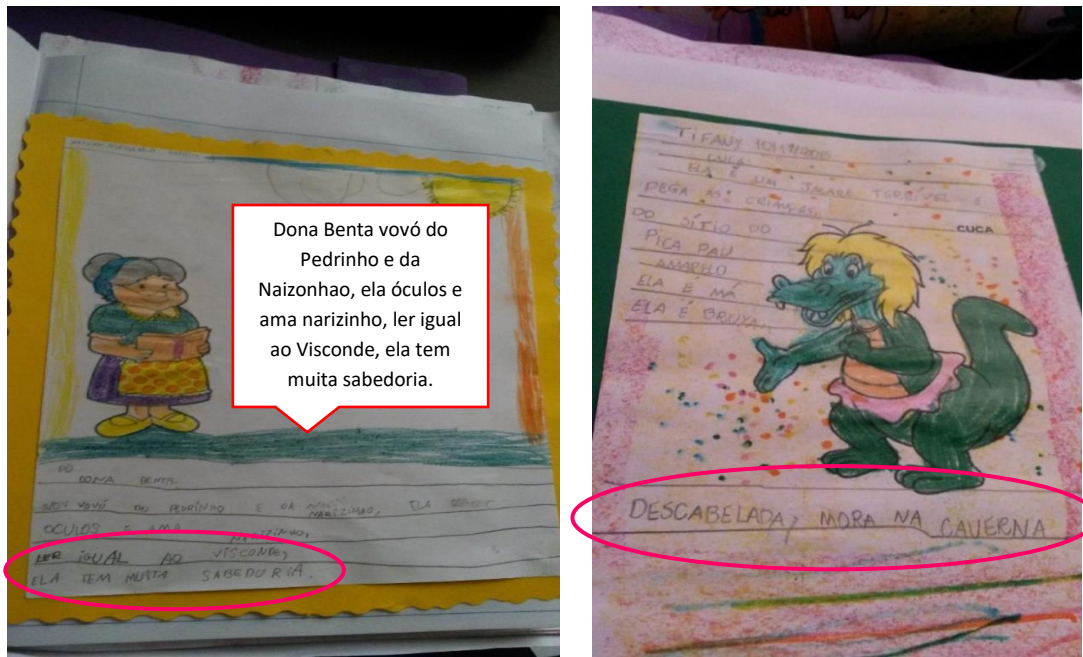 Dona Benta vovó do
Pedrinho e da
Naizonhao, ela óculos e
ama narizinho, ler igual
ao Visconde, ela tem
muita sabedoria.
DO
DONA BENTA
VOVÓ DO PEDRINHO E DA NARIZINHO, ELA
ÓCULOS E AMA NARIZINHO,
LER IGUAL AO VISCONDE,
ELA TEM MUITA SABEDORIA.
TIFANY
CUCA
ELA É UM JACARÉ TERRÍVEL E
PEGA AS CRIANÇAS
DO SÍTIO DO
PICA PAU
AMARELO
ELA É MÁ
ELA É BRUXA,
CUCA
DESCABELADA, MORA NA CAVERNA